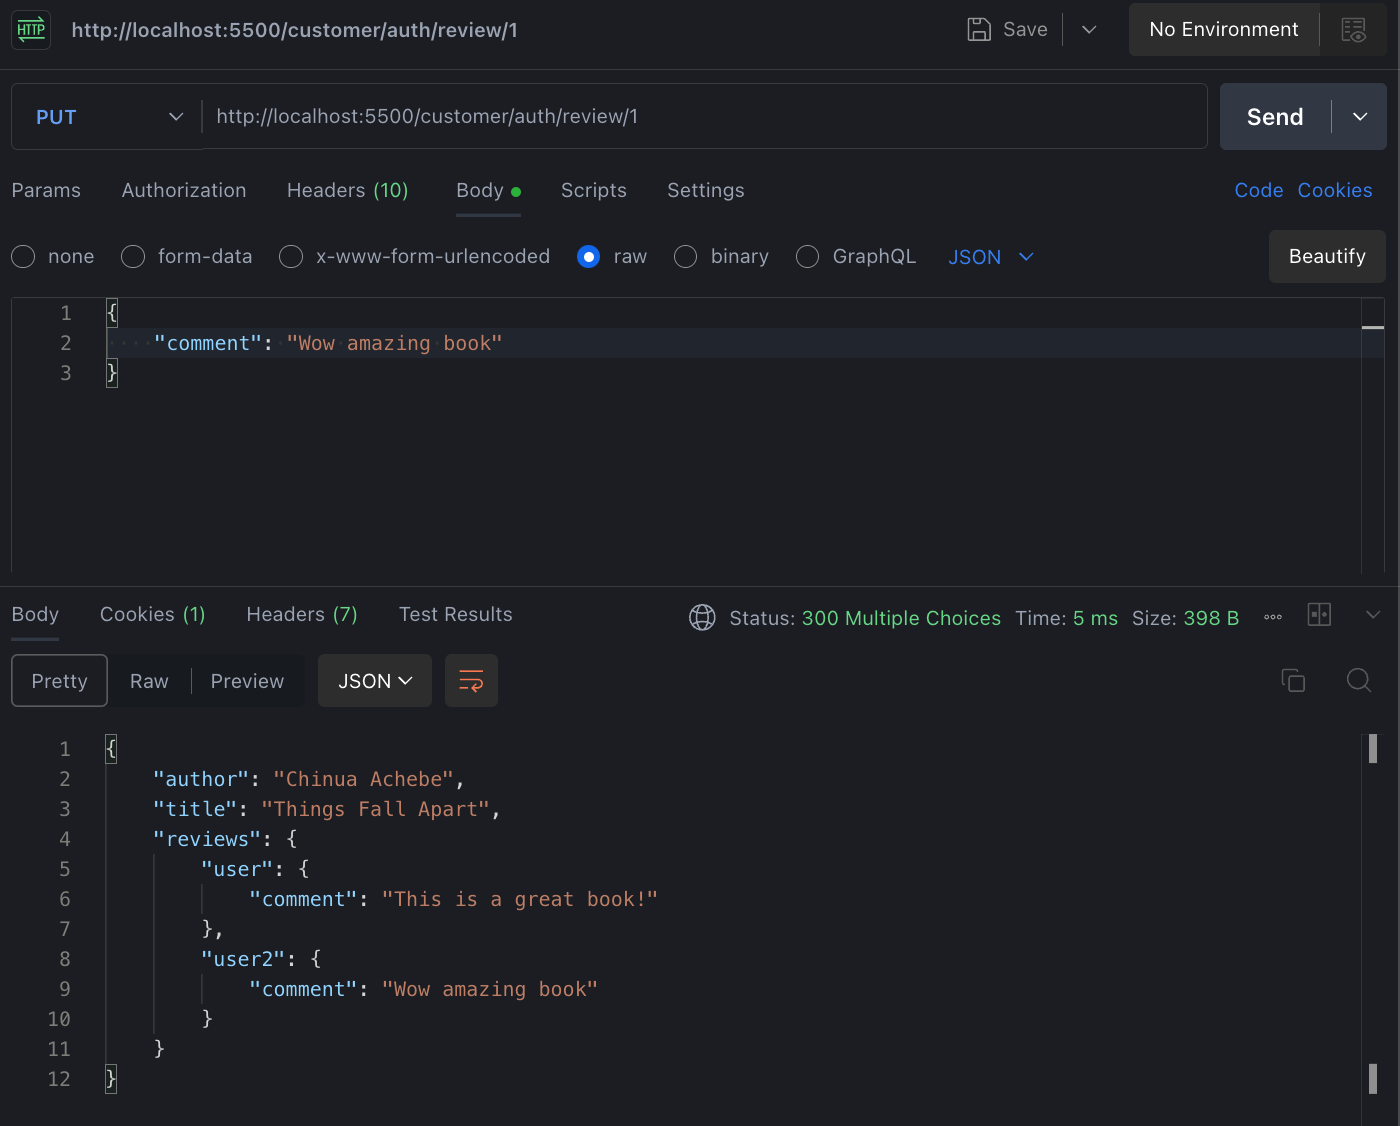 HTTP http://localhost:5500/customer/auth/review/1 Save No Environment
PUT http://localhost:5500/customer/auth/review/1 Send
Params Authorization Headers (10) Body Scripts Settings Code Cookies
none form-data x-www-form-urlencoded raw binary GraphQL JSON Beautify
1 {
2 "comment": "Wow amazing book"
3 }
Body Cookies (1) Headers (7) Test Results Status: 300 Multiple Choices Time: 5 ms Size: 398 B
Pretty Raw Preview JSON
1 {
2 "author": "Chinua Achebe",
3 "title": "Things Fall Apart",
4 "reviews": {
5 "user": {
6 "comment": "This is a great book!"
7 },
8 "user2": {
9 "comment": "Wow amazing book"
10 }
11 }
12 }